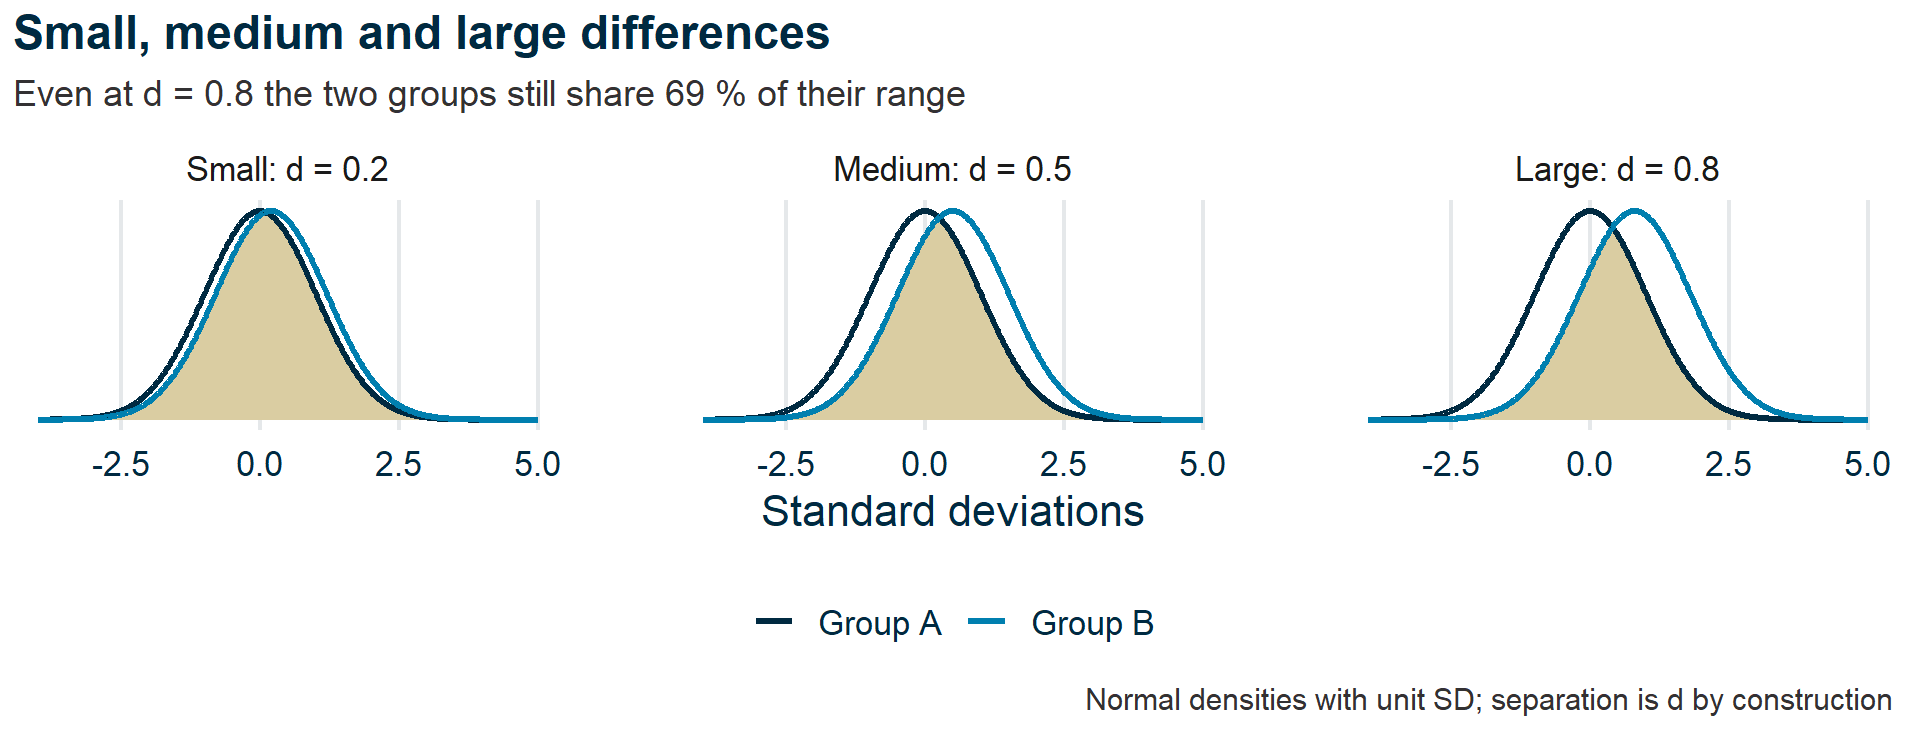 Small, medium and large differences
Even at d = 0.8 the two groups still share 69 % of their range
Small: d = 0.2
Medium: d = 0.5
Large: d = 0.8
-2.5 0.0 2.5 5.0
-2.5 0.0 2.5 5.0
-2.5 0.0 2.5 5.0
Standard deviations
Group A
Group B
Normal densities with unit SD; separation is d by construction